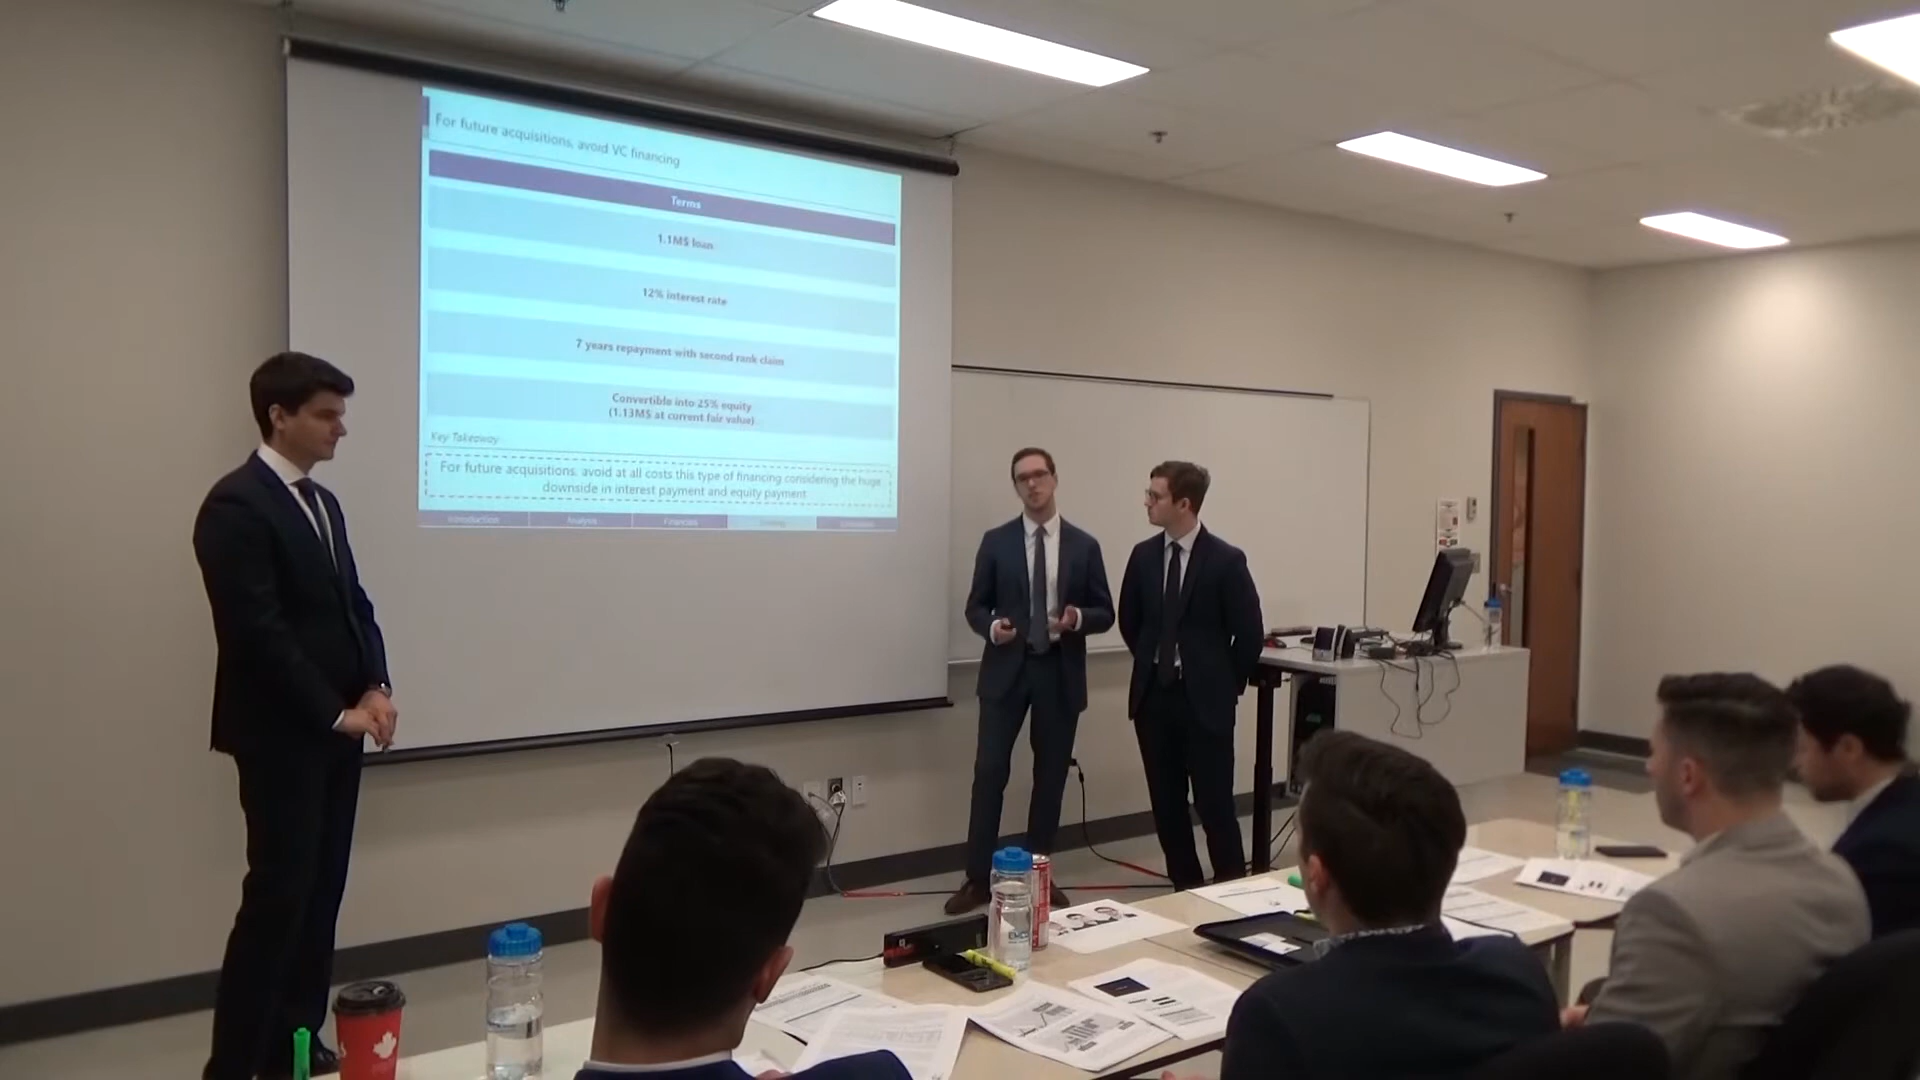 For future acquisitions, avoid VC financing
Terms
1.1M$ loan
12% interest rate
7 years repayment with second rank claim
Convertible into 25% equity
(1.13M$ at current fair value)
Key Takeaway
For future acquisitions, avoid at all costs this type of financing considering the huge
downside in interest payment and equity payment
Introduction
Analysis
Financials